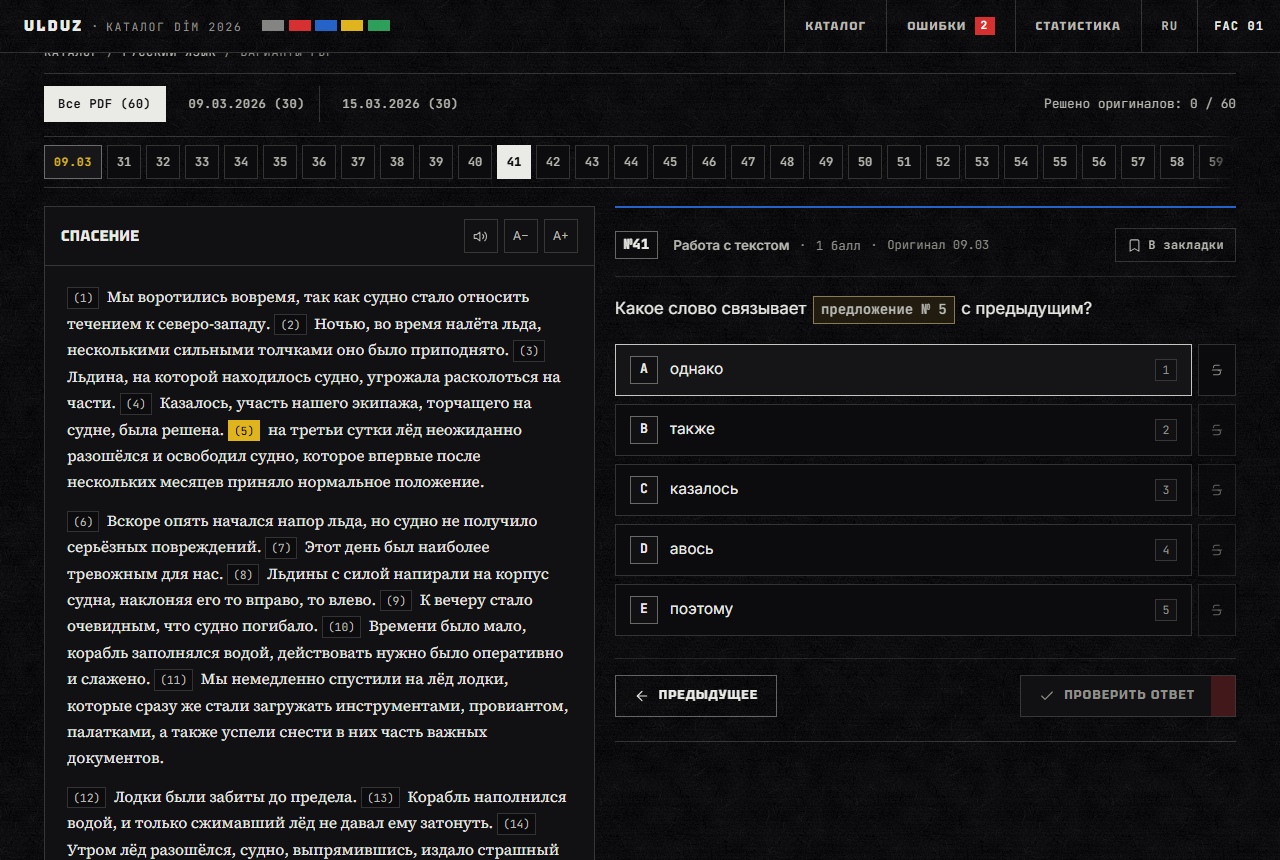 ULDUZ · КАТАЛОГ DİM 2026
КАТАЛОГ
ОШИБКИ 2
СТАТИСТИКА
RU
FAC 01
КАТАЛОГ / РУССКИЙ ЯЗЫК / ВАРИАНТЫ PDF
Все PDF (60)
09.03.2026 (30)
15.03.2026 (30)
Решено оригиналов: 0 / 60
09.03 31 32 33 34 35 36 37 38 39 40 41 42 43 44 45 46 47 48 49 50 51 52 53 54 55 56 57 58 59
СПАСЕНИЕ
A−
A+
(1) Мы воротились вовремя, так как судно стало относить
течением к северо-западу. (2) Ночью, во время налёта льда,
несколькими сильными толчками оно было приподнято. (3)
Льдина, на которой находилось судно, угрожала расколоться на
части. (4) Казалось, участь нашего экипажа, торчащего на
судне, была решена. (5) на третьи сутки лёд неожиданно
разошёлся и освободил судно, которое впервые после
нескольких месяцев приняло нормальное положение.
(6) Вскоре опять начался напор льда, но судно не получило
серьёзных повреждений. (7) Этот день был наиболее
тревожным для нас. (8) Льдины с силой напирали на корпус
судна, наклоняя его то вправо, то влево. (9) К вечеру стало
очевидным, что судно погибало. (10) Времени было мало,
корабль заполнялся водой, действовать нужно было оперативно
и слажено. (11) Мы немедленно спустили на лёд лодки,
которые сразу же стали загружать инструментами, провиантом,
палатками, а также успели снести в них часть важных
документов.
(12) Лодки были забиты до предела. (13) Корабль наполнился
водой, и только сжимавший лёд не давал ему затонуть. (14)
Утром лёд разошёлся, судно, выпрямившись, издало страшный
№41 Работа с текстом · 1 балл · Оригинал 09.03
В закладки
Какое слово связывает предложение № 5 с предыдущим?
A однако 1
B также 2
C казалось 3
D авось 4
E поэтому 5
ПРЕДЫДУЩЕЕ
ПРОВЕРИТЬ ОТВЕТ